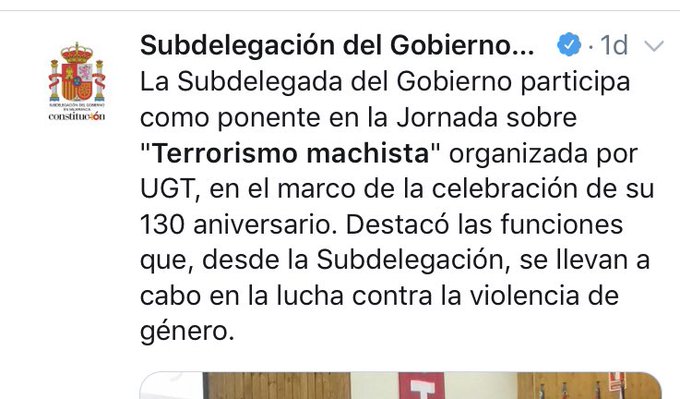 Subdelegación del Gobierno... · 1d
La Subdelegada del Gobierno participa
como ponente en la Jornada sobre
"Terrorismo machista" organizada por
UGT, en el marco de la celebración de su
130 aniversario. Destacó las funciones
que, desde la Subdelegación, se llevan a
cabo en la lucha contra la violencia de
género.
SUBDELEGACIÓN DEL GOBIERNO
EN SALAMANCA
constitución